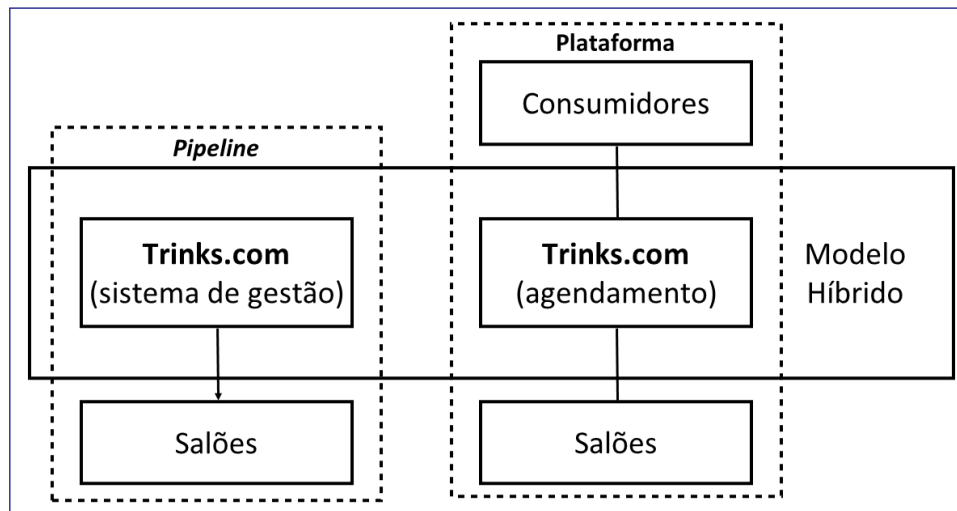 Plataforma
Consumidores
Pipeline
Trinks.com
(sistema de gestão)
Trinks.com
(agendamento)
Modelo
Híbrido
Salões
Salões